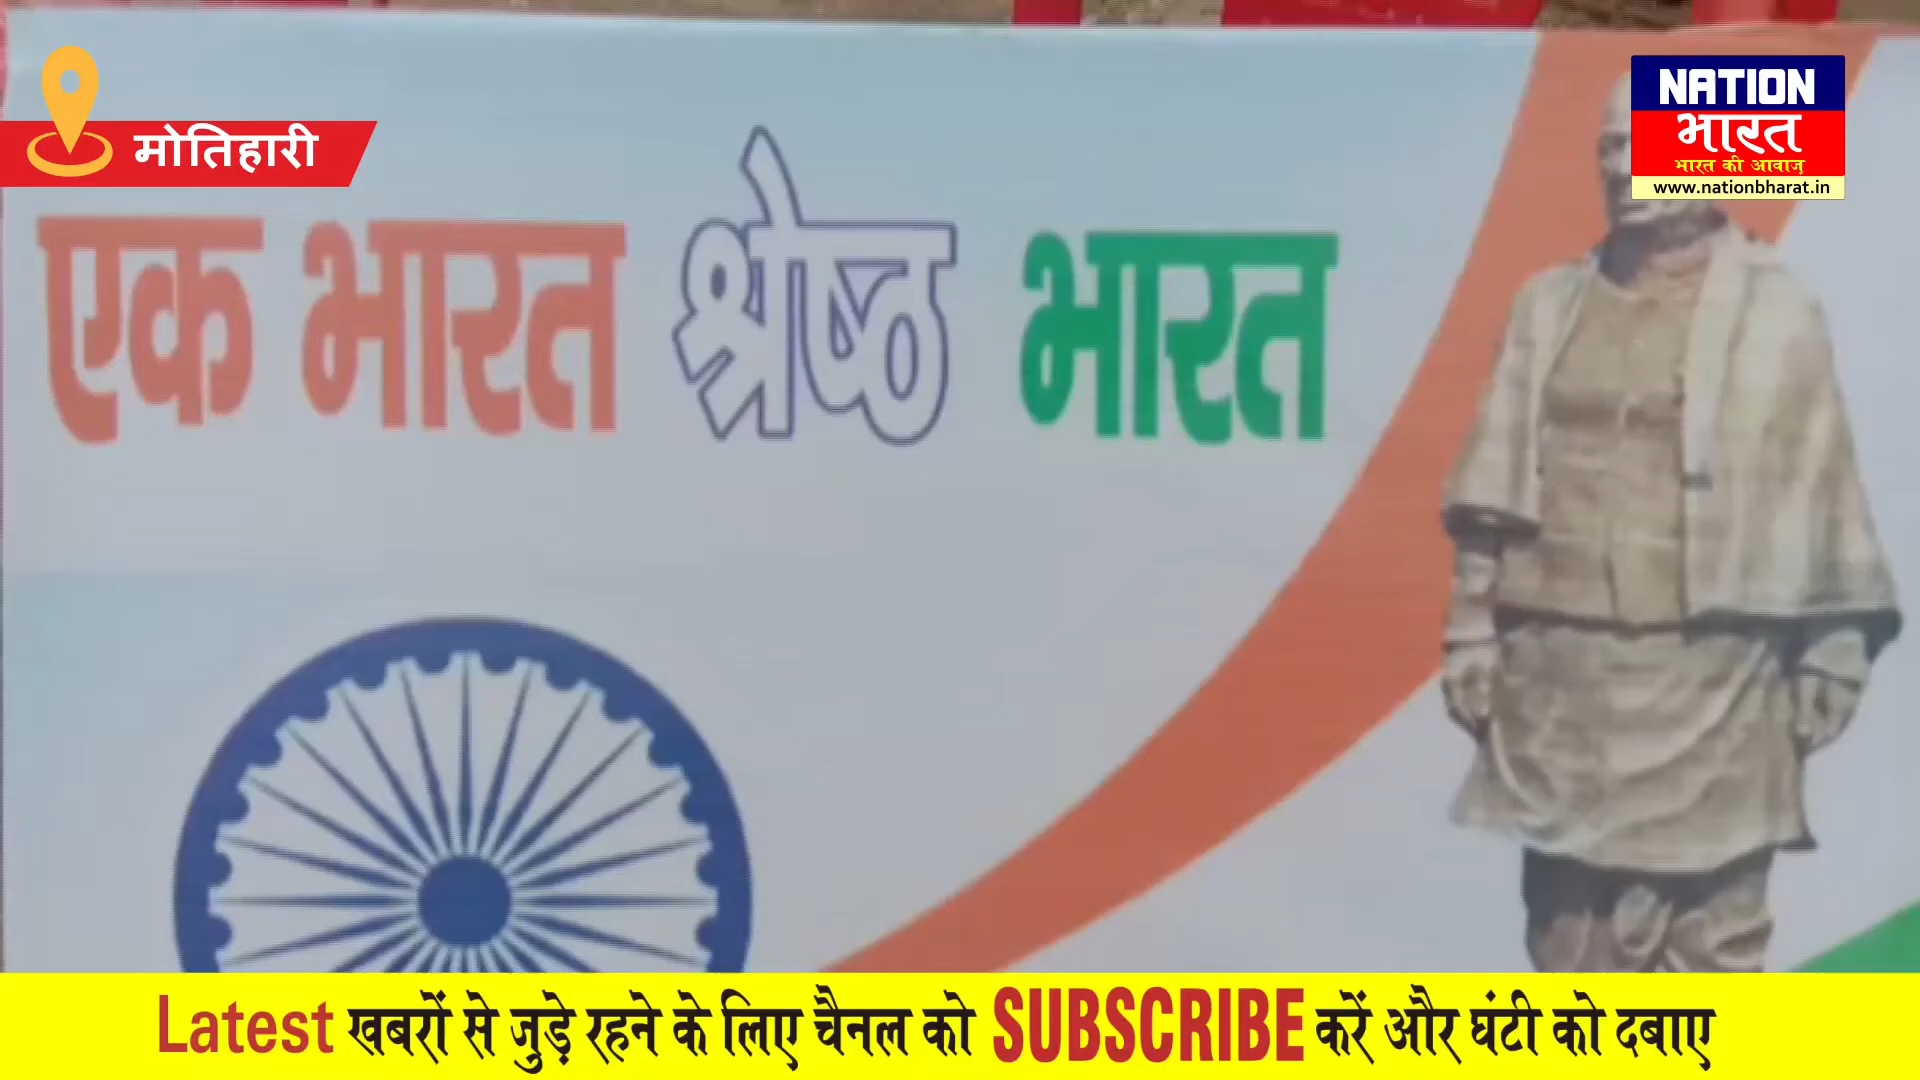 मोतिहारी
NATION
भारत
भारत की आवाज़
www.nationbharat.in
एक भारत श्रेष्ठ भारत
Latest खबरों से जुड़े रहने के लिए चैनल को SUBSCRIBE करें और घंटी को दबाए